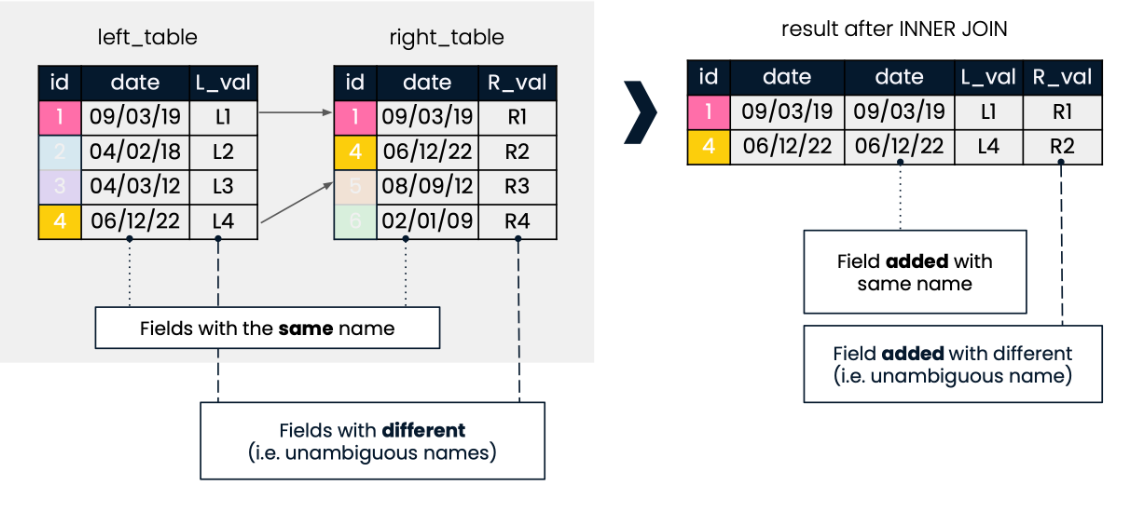 left_table
id date L_val
1 09/03/19 L1
2 04/02/18 L2
3 04/03/12 L3
4 06/12/22 L4
right_table
id date R_val
1 09/03/19 R1
4 06/12/22 R2
5 08/09/12 R3
6 02/01/09 R4
Fields with the same name
Fields with different
(i.e. unambiguous names)
result after INNER JOIN
id date date L_val R_val
1 09/03/19 09/03/19 L1 R1
4 06/12/22 06/12/22 L4 R2
Field added with
same name
Field added with different
(i.e. unambiguous name)